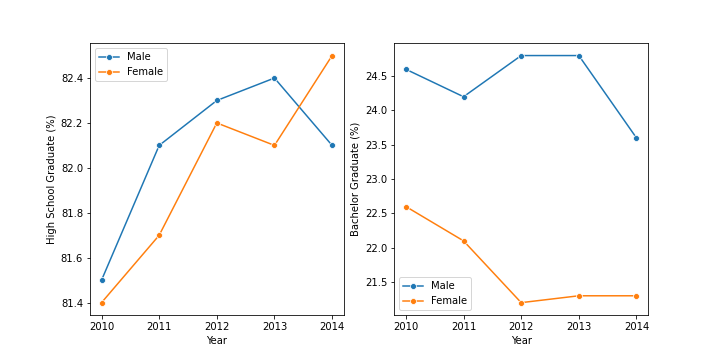 High School Graduate (%)
82.4
82.2
82.0
81.8
81.6
81.4
Male
Female
2010 2011 2012 2013 2014
Year
Bachelor Graduate (%)
24.5
24.0
23.5
23.0
22.5
22.0
21.5
Male
Female
2010 2011 2012 2013 2014
Year